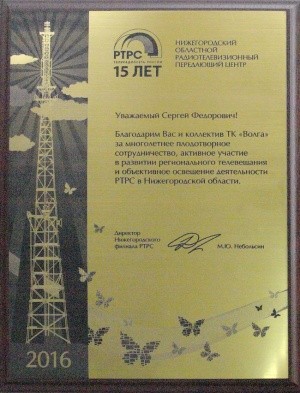 РТРС
ТЕЛЕВИДЕНИЕ РОССИИ
15 ЛЕТ
НИЖЕГОРОДСКИЙ
ОБЛАСТНОЙ
РАДИОТЕЛЕВИЗИОННЫЙ
ПЕРЕДАЮЩИЙ ЦЕНТР
Уважаемый Сергей Федорович!
Благодарим Вас и коллектив ТК «Волга»
за многолетнее плодотворное
сотрудничество, активное участие
в развитии регионального телевещания
и объективное освещение деятельности
РТРС в Нижегородской области.
Директор
Нижегородского
филиала РТРС
М.Ю. Небольсин
2016